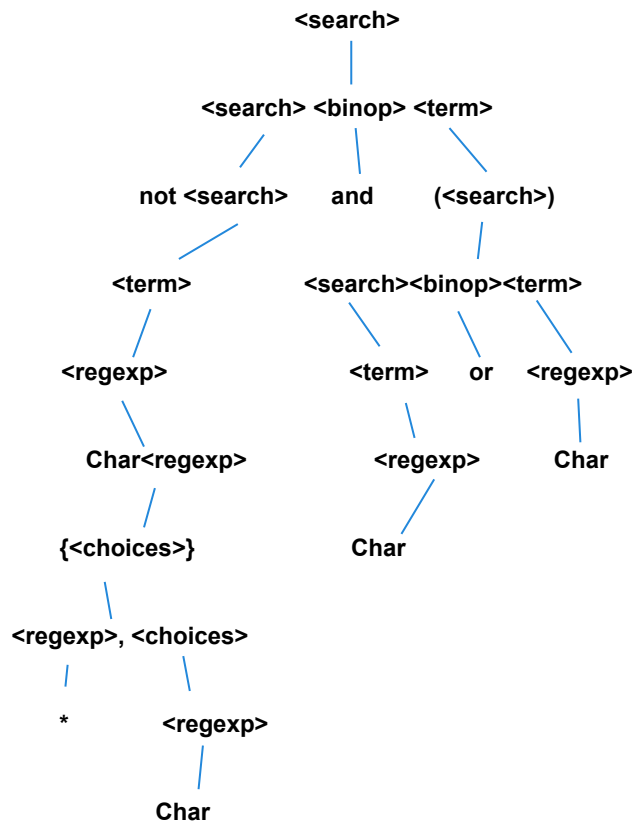 <search>
<search> <binop> <term>
not <search> and (<search>)
<term> <search><binop><term>
<regexp> <term> or <regexp>
Char<regexp> <regexp> Char
{<choices>} Char
<regexp>, <choices>
* <regexp>
Char